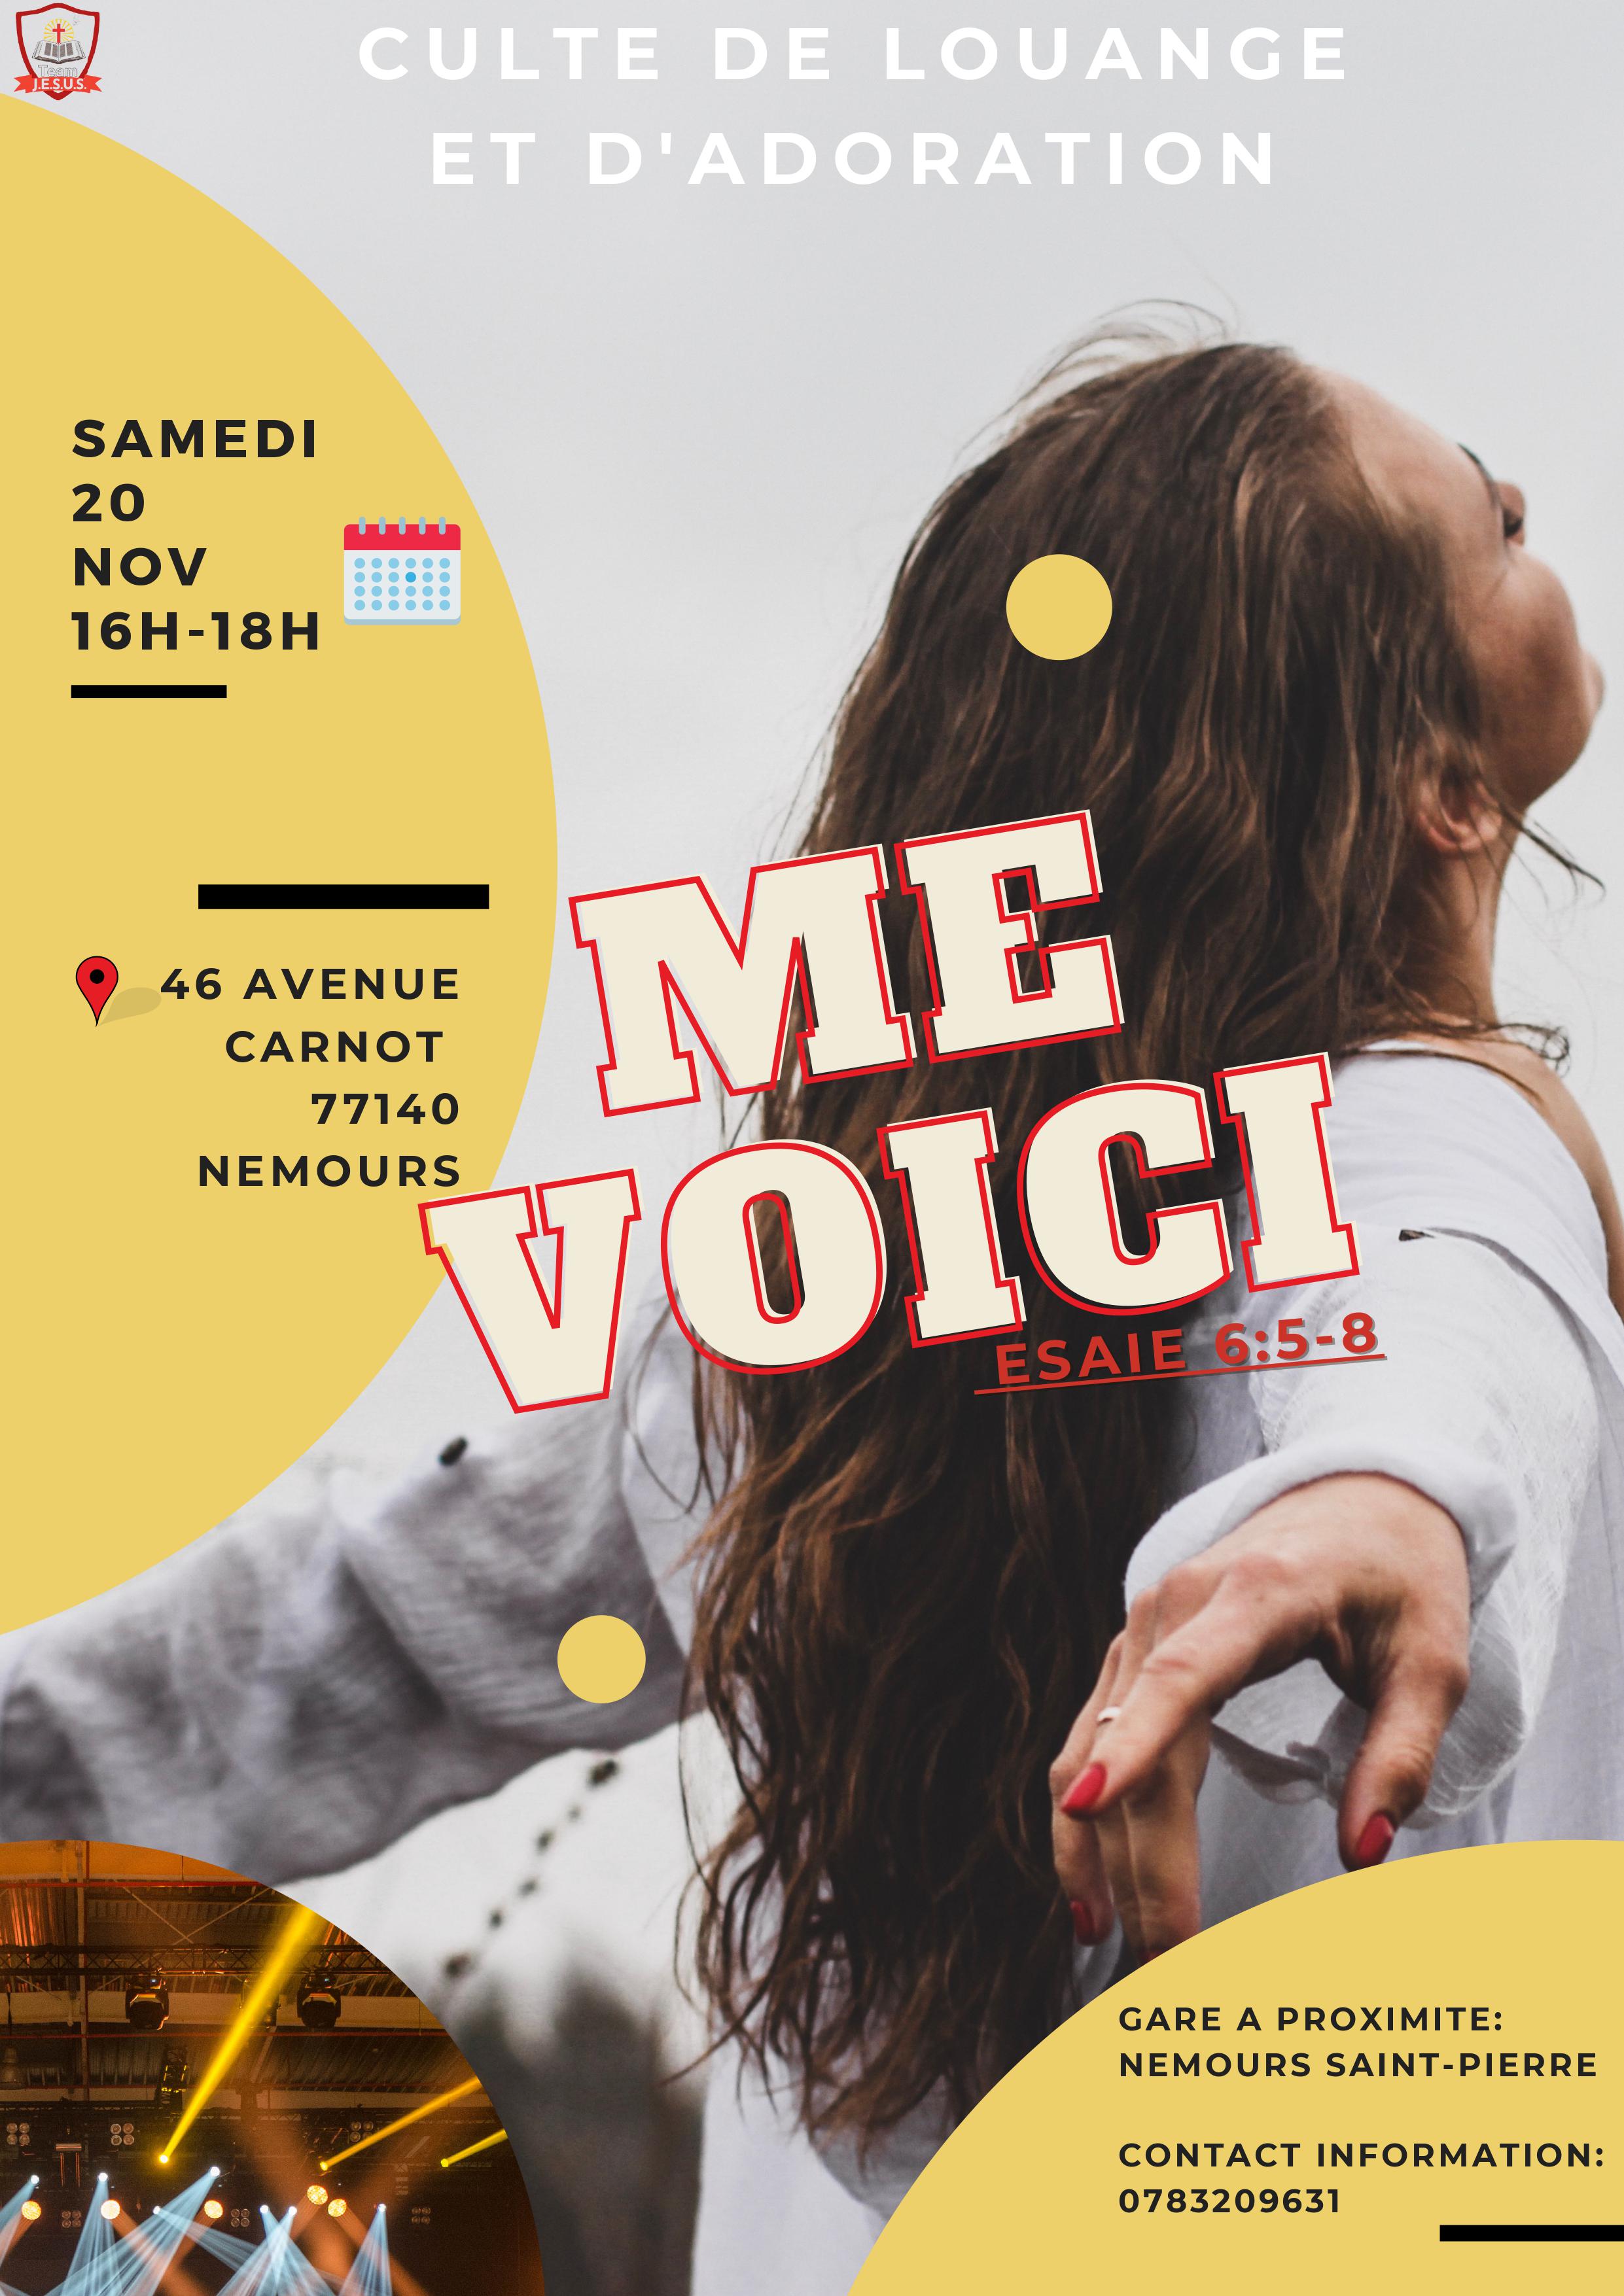 Team
J.E.S.U.S.
CULTE DE LOUANGE
ET D'ADORATION
SAMEDI
20
NOV
16H-18H
46 AVENUE
CARNOT
77140
NEMOURS
ME
VOICI
ESAIE 6:5-8
GARE A PROXIMITE:
NEMOURS SAINT-PIERRE
CONTACT INFORMATION:
0783209631